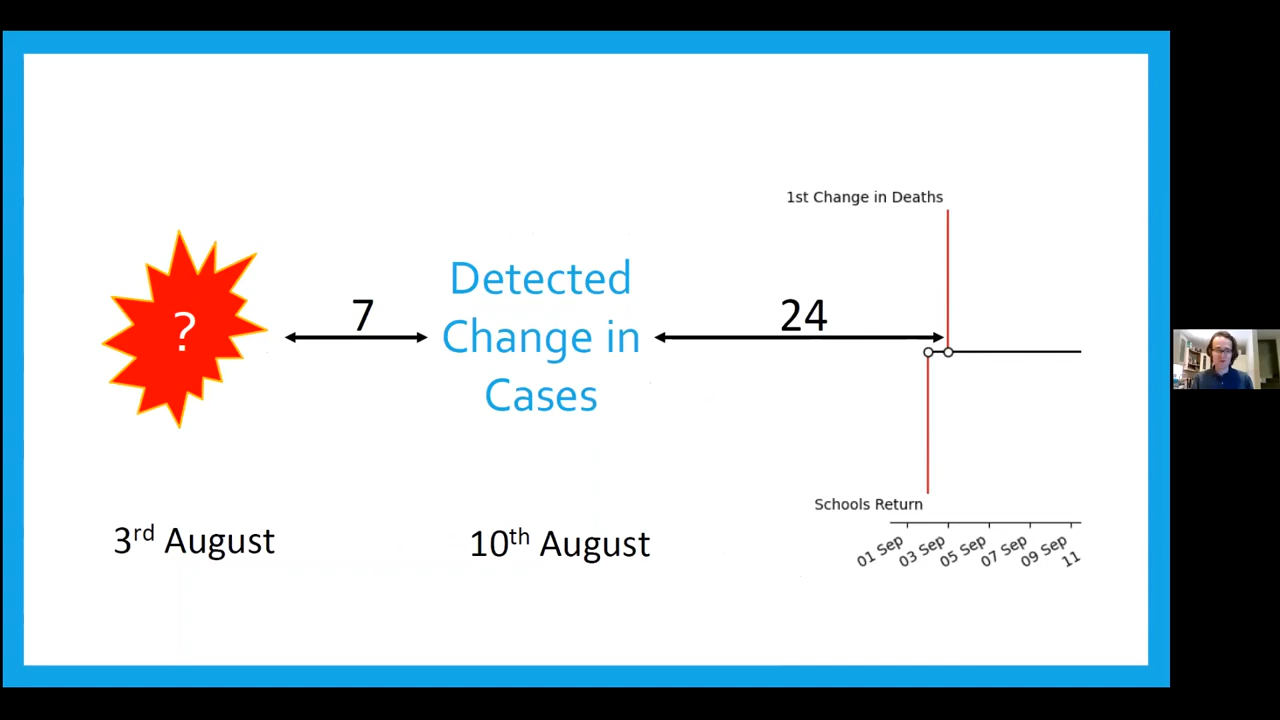 1st Change in Deaths
?
7
Detected
Change in
Cases
24
Schools Return
3rd August
10th August
01 Sep
03 Sep
05 Sep
07 Sep
09 Sep
11